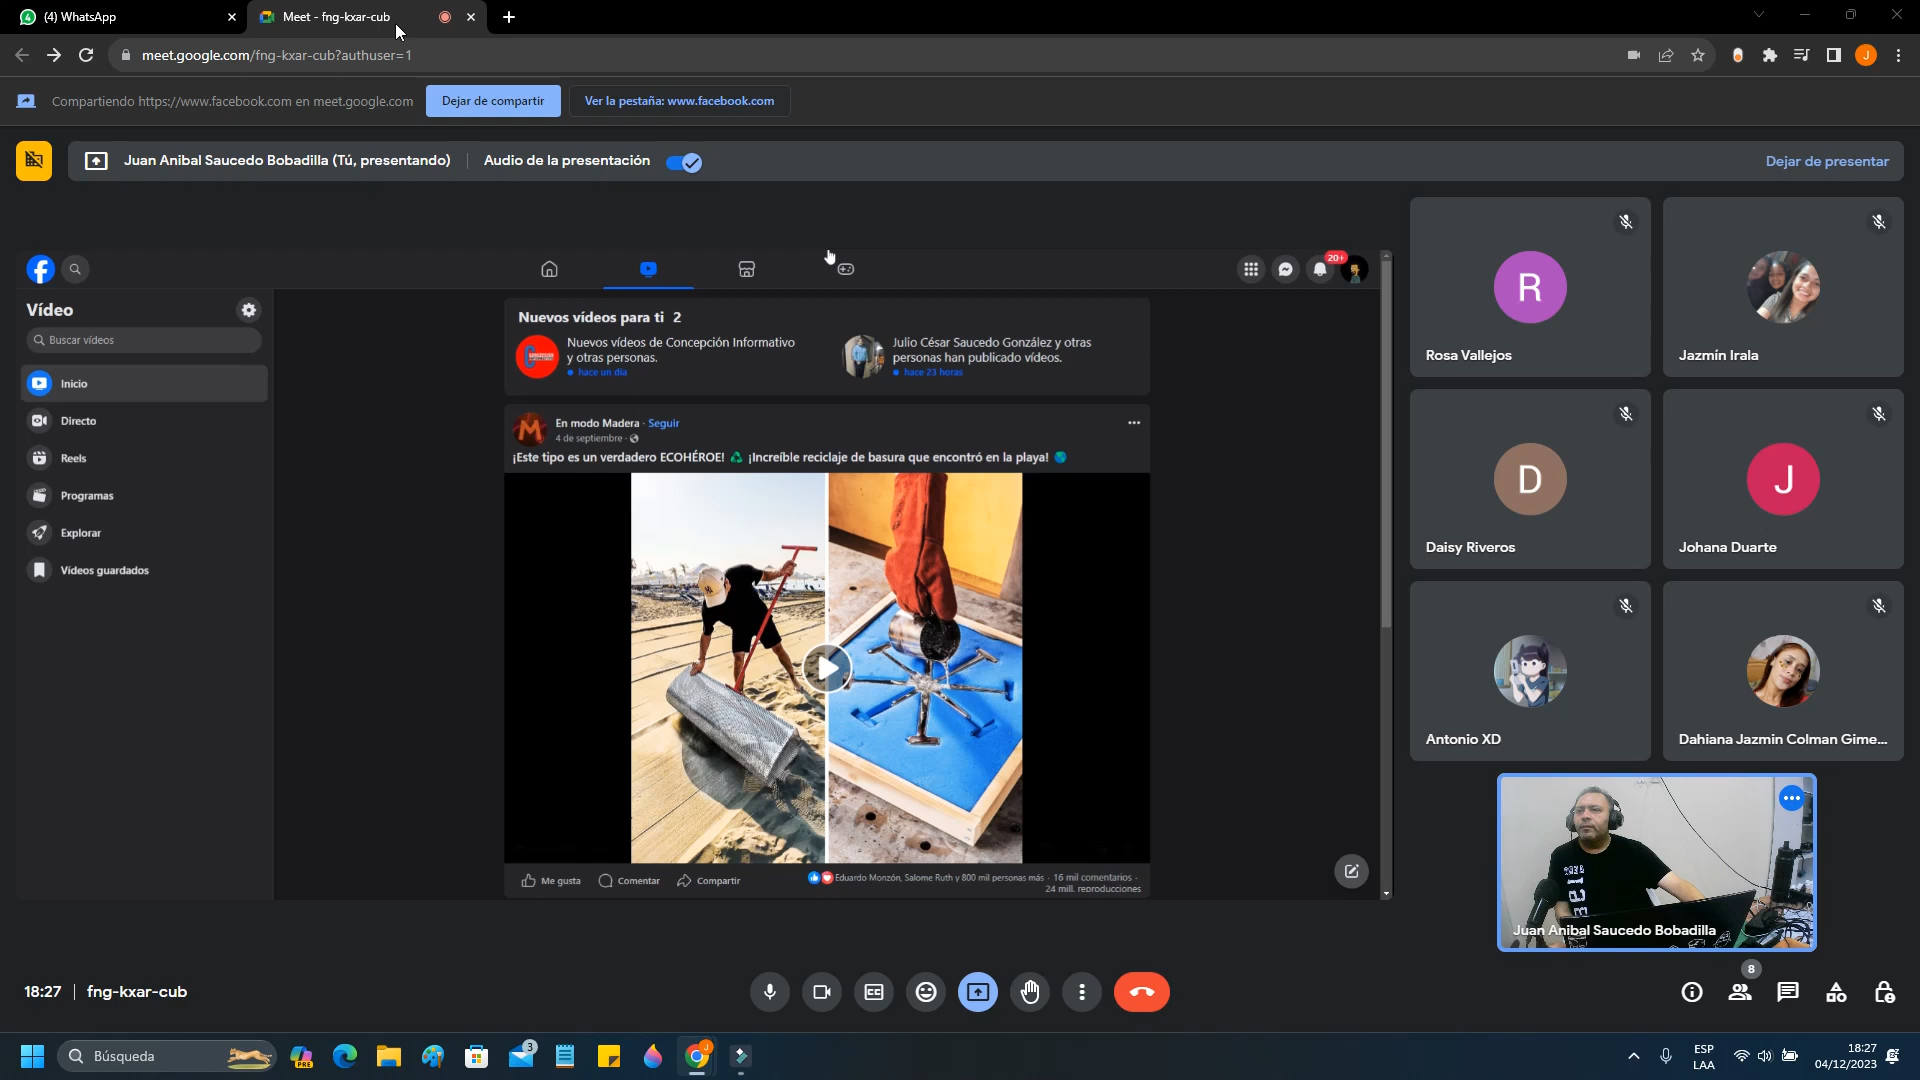 (4) WhatsApp
Meet - fng-kxar-cub
meet.google.com/fng-kxar-cub?authuser=1
J
Compartiendo https://www.facebook.com en meet.google.com
Dejar de compartir
Ver la pestaña: www.facebook.com
Juan Anibal Saucedo Bobadilla (Tú, presentando)
Audio de la presentación
Dejar de presentar
20+
Vídeo
Buscar vídeos
Inicio
Directo
Reels
Programas
Explorar
Vídeos guardados
Nuevos vídeos para ti 2
Nuevos vídeos de Concepción Informativo
y otras personas.
hace un día
Julio César Saucedo González y otras
personas han publicado vídeos.
hace 23 horas
En modo Madera · Seguir
4 de septiembre ·
¡Este tipo es un verdadero ECOHÉROE! ¡Increíble reciclaje de basura que encontró en la playa!
Me gusta
Comentar
Compartir
Eduardo Monzón, Salome Ruth y 800 mil personas más · 16 mil comentarios ·
24 mill. reproducciones
R
Rosa Vallejos
Jazmín Irala
D
Daisy Riveros
J
Johana Duarte
Antonio XD
Dahiana Jazmin Colman Gime...
Juan Anibal Saucedo Bobadilla
18:27
fng-kxar-cub
8
Búsqueda
PRE
3
J
ESP
LAA
18:27
04/12/2023